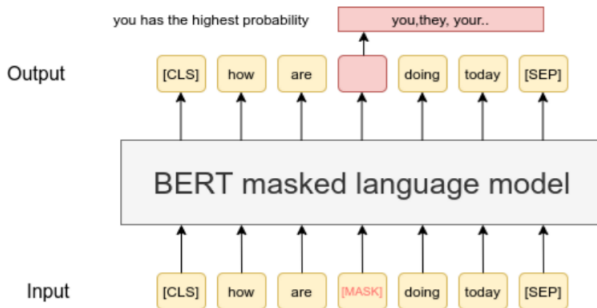 you has the highest probability you,they, your..
Output [CLS] how are doing today [SEP]
BERT masked language model
Input [CLS] how are [MASK] doing today [SEP]